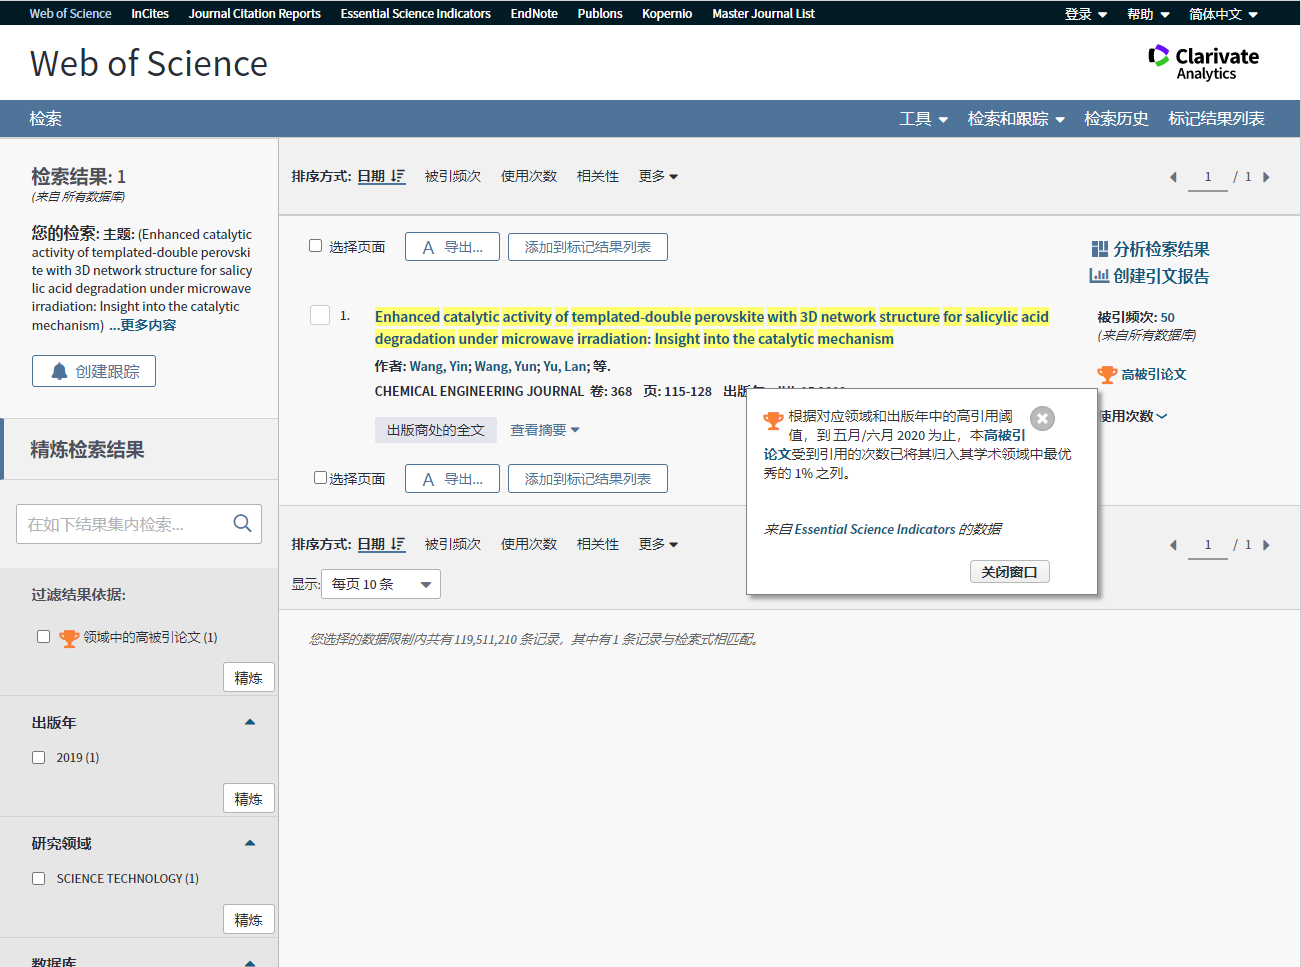 Web of Science InCites Journal Citation Reports Essential Science Indicators EndNote Publons Kopernio Master Journal List 登录 帮助 简体中文
Web of Science
Clarivate
Analytics
检索 工具 检索和跟踪 检索历史 标记结果列表
检索结果: 1
(来自 所有数据库)
您的检索: 主题: (Enhanced catalytic
activity of templated-double perovski
te with 3D network structure for salicy
lic acid degradation under microwave
irradiation: Insight into the catalytic
mechanism) ...更多内容
创建跟踪
精炼检索结果
在如下结果集内检索...
过滤结果依据:
领域中的高被引论文 (1)
精炼
出版年
2019 (1)
精炼
研究领域
SCIENCE TECHNOLOGY (1)
精炼
数据库
排序方式: 日期 被引频次 使用次数 相关性 更多
1 / 1
选择页面 导出... 添加到标记结果列表
1. Enhanced catalytic activity of templated-double perovskite with 3D network structure for salicylic acid
degradation under microwave irradiation: Insight into the catalytic mechanism
作者: Wang, Yin; Wang, Yun; Yu, Lan; 等.
CHEMICAL ENGINEERING JOURNAL 卷: 368 页: 115-128
出版商处的全文 查看摘要
选择页面 导出... 添加到标记结果列表
分析检索结果
创建引文报告
被引频次: 50
(来自所有数据库)
高被引论文
使用次数
根据对应领域和出版年中的高引用阈
值，到 五月/六月 2020 为止，本高被引
论文受到引用的次数已将其归入其学术领域中最优
秀的 1% 之列。
来自 Essential Science Indicators 的数据
关闭窗口
排序方式: 日期 被引频次 使用次数 相关性 更多
1 / 1
显示: 每页 10 条
您选择的数据限制内共有 119,511,210 条记录，其中有 1 条记录与检索式相匹配。